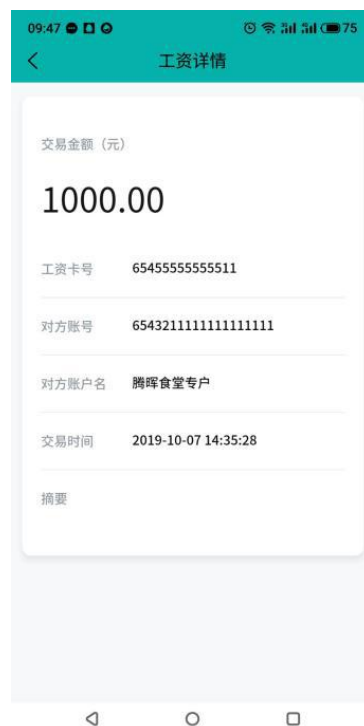 09:47 75
工资详情
交易金额（元）
1000.00
工资卡号 65455555555511
对方账号 6543211111111111111
对方账户名 腾晖食堂专户
交易时间 2019-10-07 14:35:28
摘要